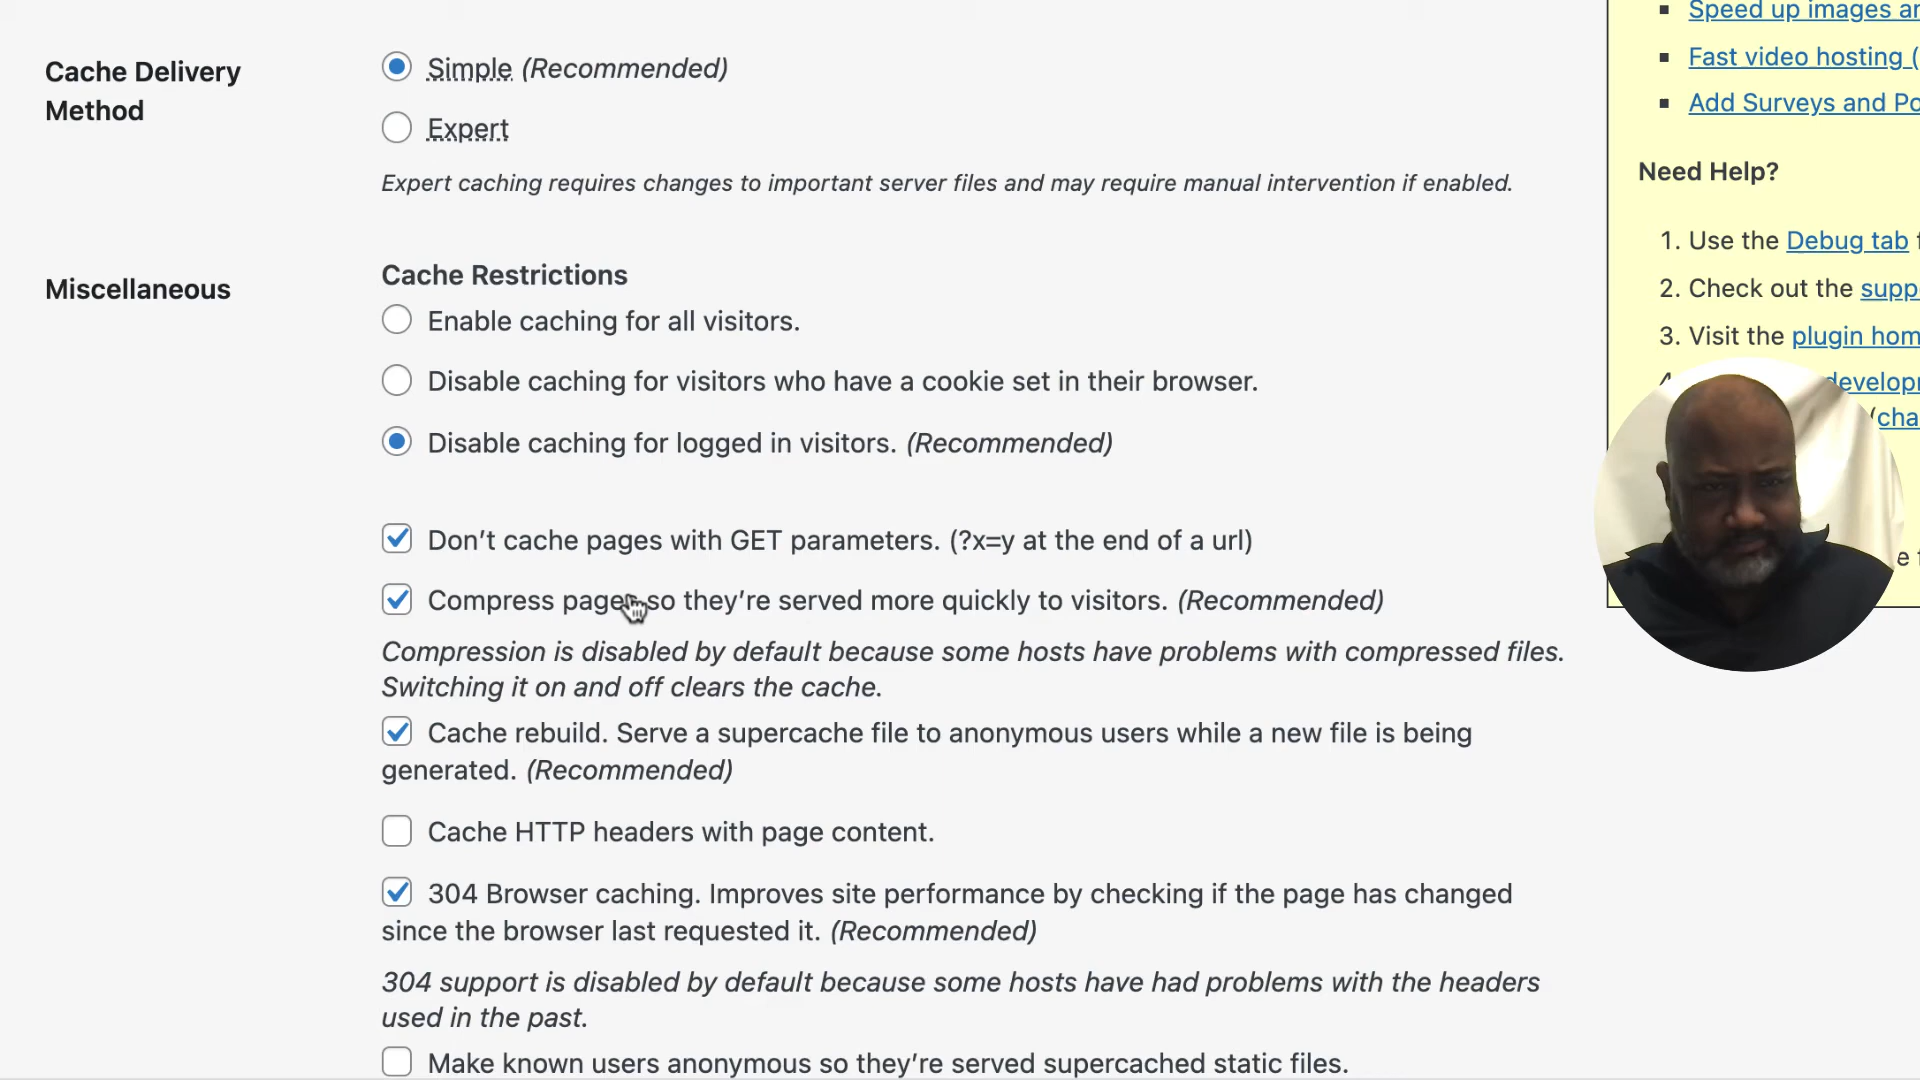 Cache Delivery
Method
Simple (Recommended)
Expert
Expert caching requires changes to important server files and may require manual intervention if enabled.
Miscellaneous
Cache Restrictions
Enable caching for all visitors.
Disable caching for visitors who have a cookie set in their browser.
Disable caching for logged in visitors. (Recommended)
Don’t cache pages with GET parameters. (?x=y at the end of a url)
Compress pages so they’re served more quickly to visitors. (Recommended)
Compression is disabled by default because some hosts have problems with compressed files.
Switching it on and off clears the cache.
Cache rebuild. Serve a supercache file to anonymous users while a new file is being
generated. (Recommended)
Cache HTTP headers with page content.
304 Browser caching. Improves site performance by checking if the page has changed
since the browser last requested it. (Recommended)
304 support is disabled by default because some hosts have had problems with the headers
used in the past.
Make known users anonymous so they’re served supercached static files.
Speed up images
Fast video hosting (
Add Surveys and
Need Help?
1. Use the Debug tab
2. Check out the
3. Visit the plugin